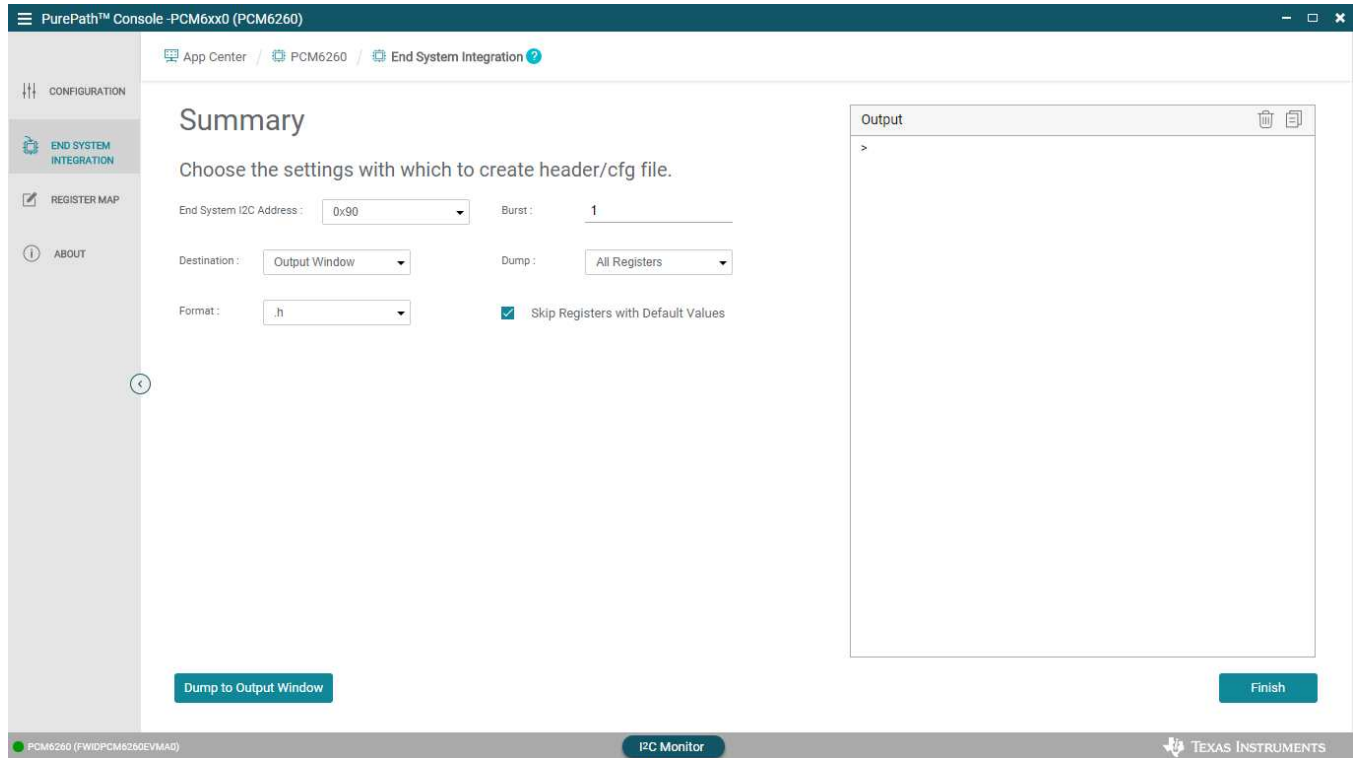 PurePath™ Console -PCM6xx0 (PCM6260)
App Center / PCM6260 / End System Integration ?
CONFIGURATION
END SYSTEM
INTEGRATION
REGISTER MAP
ABOUT
Summary
Choose the settings with which to create header/cfg file.
End System I2C Address : 0x90 Burst : 1
Destination : Output Window Dump : All Registers
Format : .h Skip Registers with Default Values
Output
>
Dump to Output Window
Finish
PCM6260 (FWIDPCM6260EVMA0)
I²C Monitor
TEXAS INSTRUMENTS